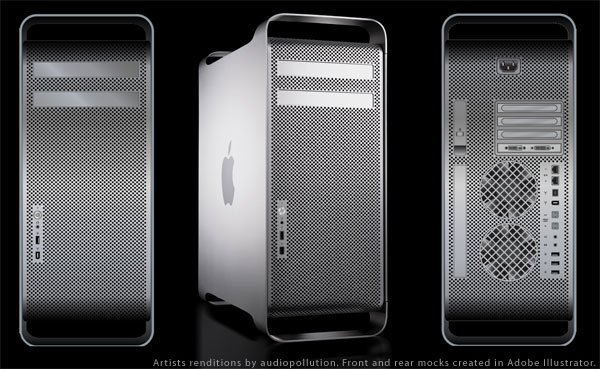 Artists renditions by audiopollution. Front and rear mocks created in Adobe Illustrator.